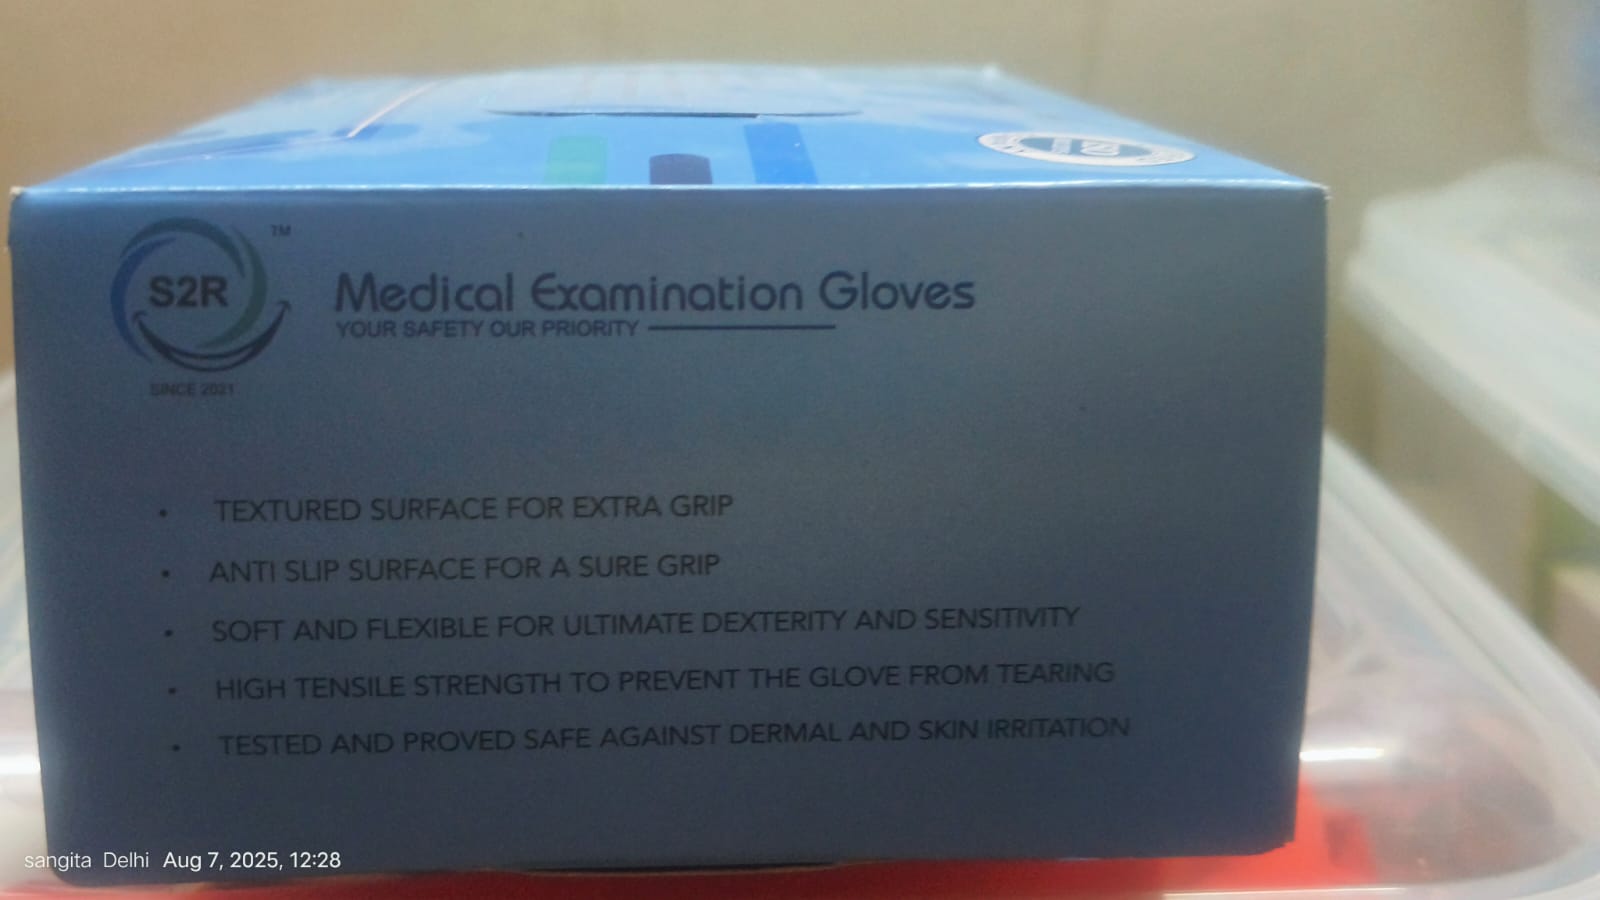 ISO
S2R
TM
SINCE 2021
Medical Examination Gloves
YOUR SAFETY OUR PRIORITY
• TEXTURED SURFACE FOR EXTRA GRIP
• ANTI SLIP SURFACE FOR A SURE GRIP
• SOFT AND FLEXIBLE FOR ULTIMATE DEXTERITY AND SENSITIVITY
• HIGH TENSILE STRENGTH TO PREVENT THE GLOVE FROM TEARING
• TESTED AND PROVED SAFE AGAINST DERMAL AND SKIN IRRITATION
sangita Delhi Aug 7, 2025, 12:28